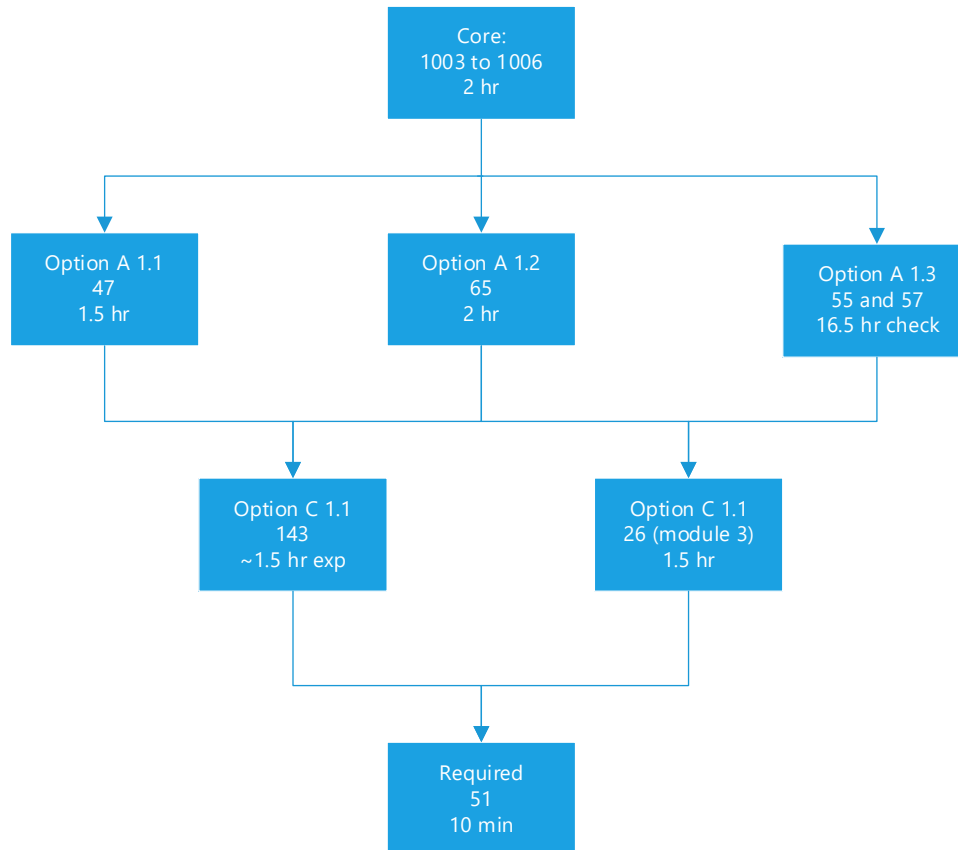 Core:
1003 to 1006
2 hr
Option A 1.1
47
1.5 hr
Option A 1.2
65
2 hr
Option A 1.3
55 and 57
16.5 hr check
Option C 1.1
143
~1.5 hr exp
Option C 1.1
26 (module 3)
1.5 hr
Required
51
10 min